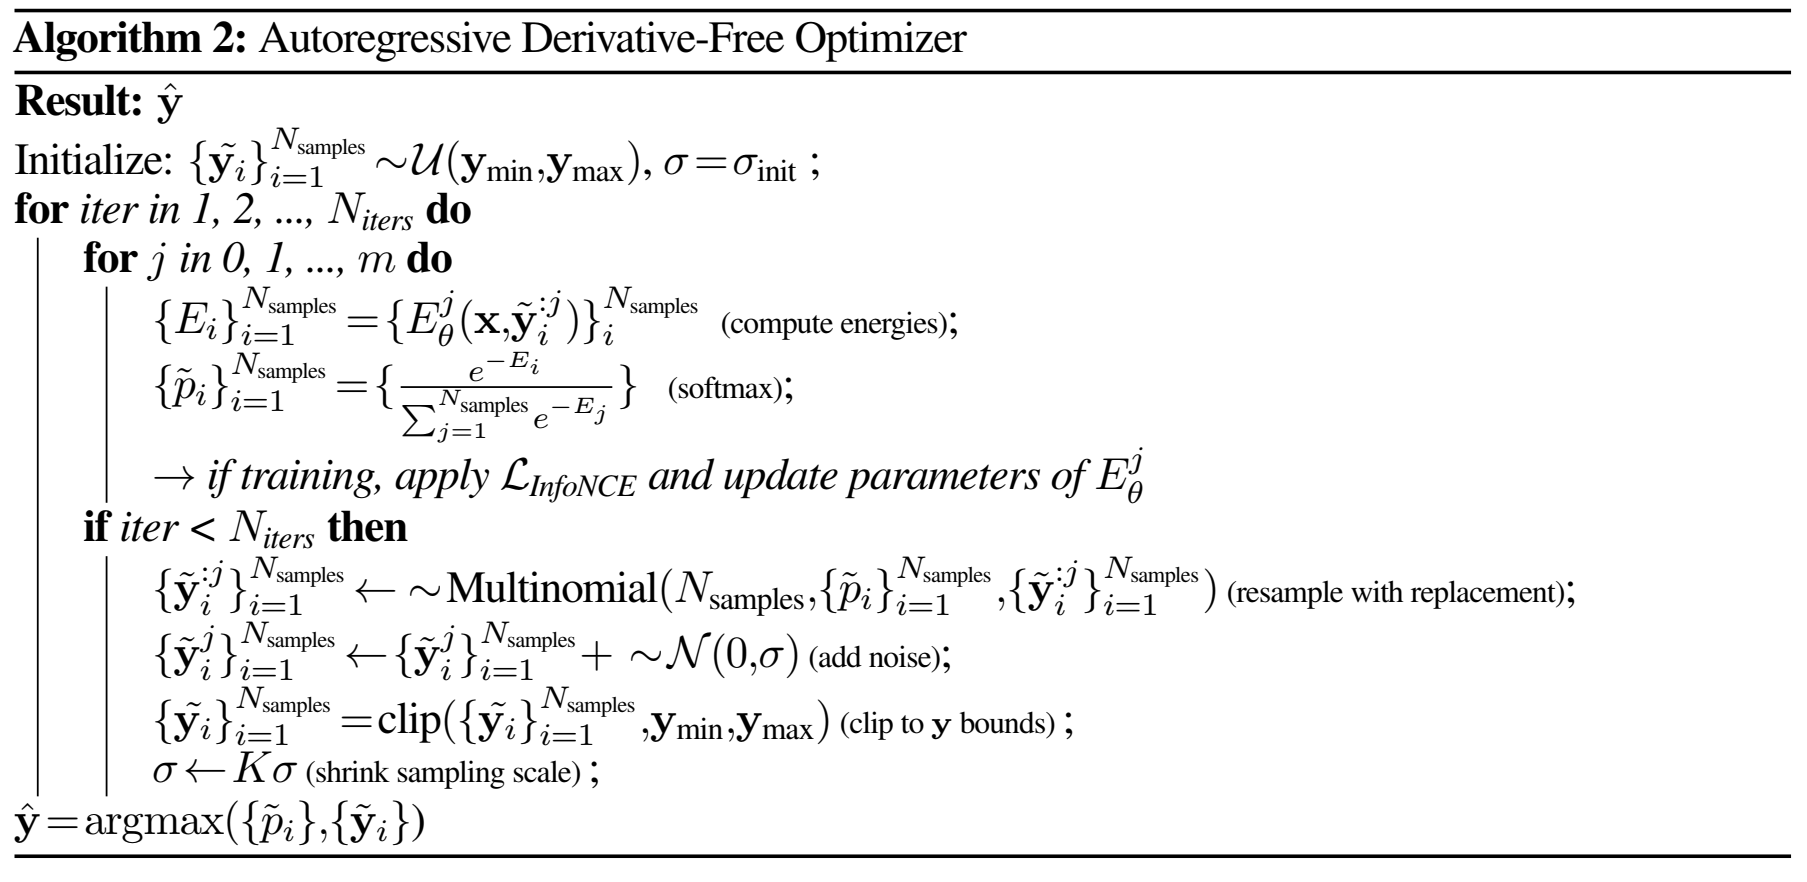 Algorithm 2: Autoregressive Derivative-Free Optimizer
Result: $\hat{\mathbf{y}}$
Initialize: $\{\tilde{\mathbf{y}_i}\}_{i=1}^{N_{\text{samples}}} \sim \mathcal{U}(\mathbf{y}_{\min}, \mathbf{y}_{\max})$, $\sigma = \sigma_{\text{init}}$ ;
for iter in 1, 2, ..., $N_{iters}$ do
for $j$ in 0, 1, ..., $m$ do
$\{E_i\}_{i=1}^{N_{\text{samples}}} = \{E_\theta^j(\mathbf{x}, \tilde{\mathbf{y}}_i^{:j})\}_i^{N_{\text{samples}}}$ (compute energies);
$\{\tilde{p}_i\}_{i=1}^{N_{\text{samples}}} = \{\frac{e^{-E_i}}{\sum_{j=1}^{N_{\text{samples}}} e^{-E_j}}\}$ (softmax);
→ if training, apply $\mathcal{L}_{InfoNCE}$ and update parameters of $E_\theta^j$
if iter < $N_{iters}$ then
$\{\tilde{\mathbf{y}}_i^{:j}\}_{i=1}^{N_{\text{samples}}} \leftarrow \sim \text{Multinomial}(N_{\text{samples}}, \{\tilde{p}_i\}_{i=1}^{N_{\text{samples}}}, \{\tilde{\mathbf{y}}_i^{:j}\}_{i=1}^{N_{\text{samples}}})$ (resample with replacement);
$\{\tilde{\mathbf{y}}_i^{j}\}_{i=1}^{N_{\text{samples}}} \leftarrow \{\tilde{\mathbf{y}}_i^{j}\}_{i=1}^{N_{\text{samples}}} + \sim \mathcal{N}(0, \sigma)$ (add noise);
$\{\tilde{\mathbf{y}_i}\}_{i=1}^{N_{\text{samples}}} = \text{clip}(\{\tilde{\mathbf{y}_i}\}_{i=1}^{N_{\text{samples}}}, \mathbf{y}_{\min}, \mathbf{y}_{\max})$ (clip to $\mathbf{y}$ bounds) ;
$\sigma \leftarrow K\sigma$ (shrink sampling scale) ;
$\hat{\mathbf{y}} = \text{argmax}(\{\tilde{p}_i\}, \{\tilde{\mathbf{y}}_i\})$